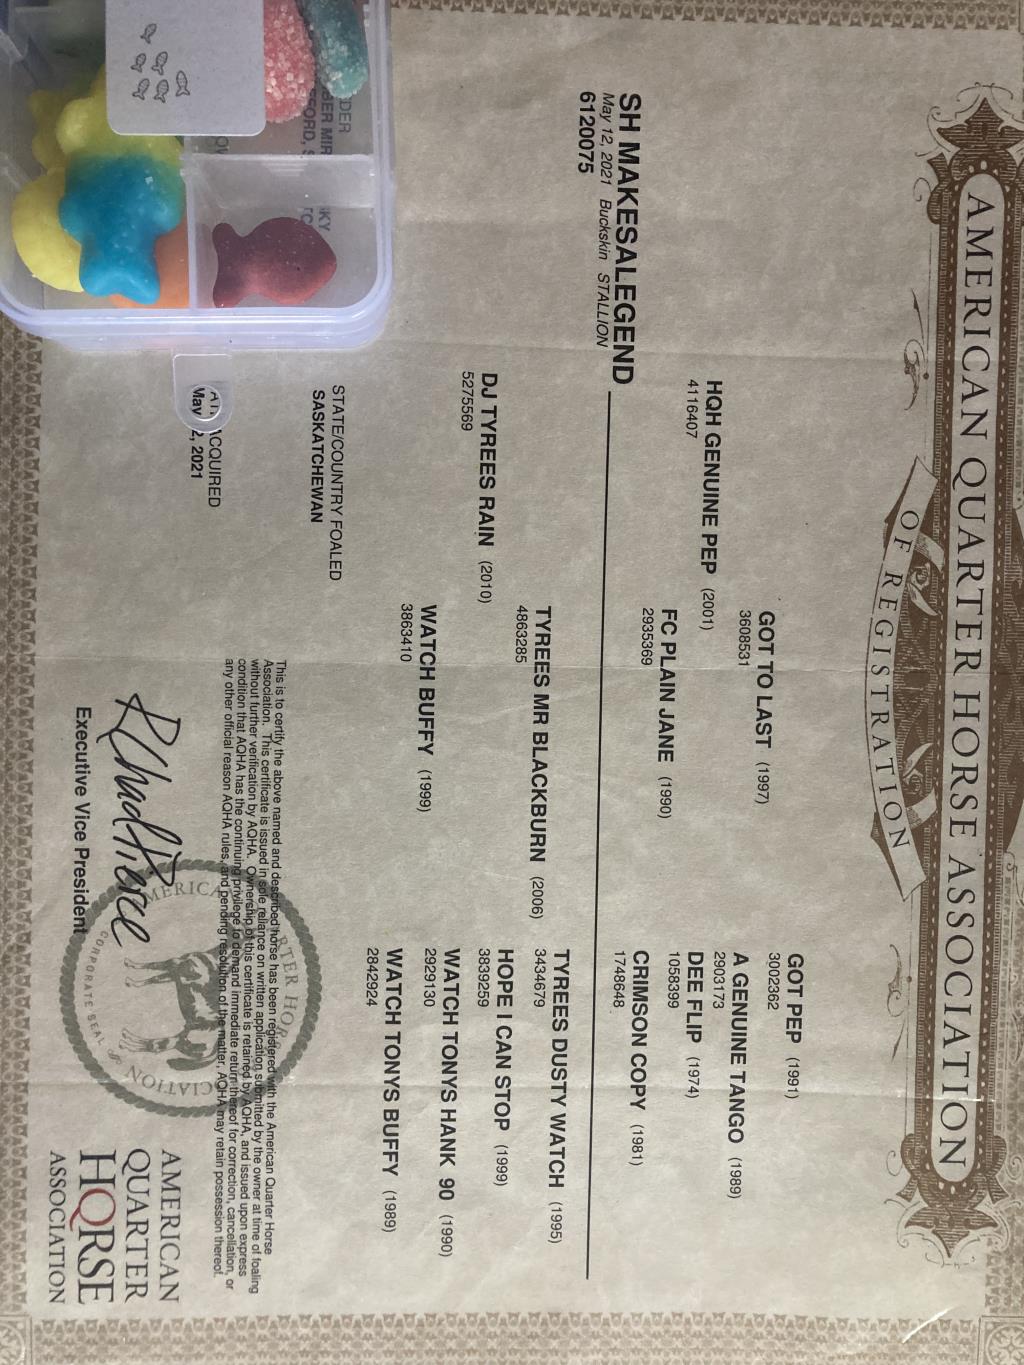 AMERICAN QUARTER HORSE ASSOCIATION
OF REGISTRATION
GOT PEP (1991)
3002362
GOT TO LAST (1997)
3608531
A GENUINE TANGO (1989)
2903173
HQH GENUINE PEP (2001)
4116407
DEE FLIP (1974)
1058399
FC PLAIN JANE (1990)
2935369
CRIMSON COPY (1981)
1748648
SH MAKESALEGEND
May 12, 2021 Buckskin STALLION
6120075
TYREES DUSTY WATCH (1995)
3434679
TYREES MR BLACKBURN (2006)
4863285
HOPE I CAN STOP (1999)
3839259
DJ TYREES RAIN (2010)
5275569
WATCH TONYS HANK 90 (1990)
2929130
WATCH BUFFY (1999)
3863410
WATCH TONYS BUFFY (1989)
2842924
STATE/COUNTRY FOALED
SASKATCHEWAN
ACQUIRED
May 2, 2021
This is to certify the above named and described horse has been registered with the American Quarter Horse
Association. This certificate is issued in sole reliance on written application submitted by the owner at time of foaling
without further verification by AQHA. Ownership of this certificate is retained by AQHA, and issued upon express
condition that AQHA has the continuing privilege to demand immediate return thereof for correction, cancellation, or
any other official reason AQHA rules, and pending resolution of the matter, AQHA may retain possession thereof.
Executive Vice President
CORPORATE SEAL
AMERICAN
QUARTER
HORSE
ASSOCIATION